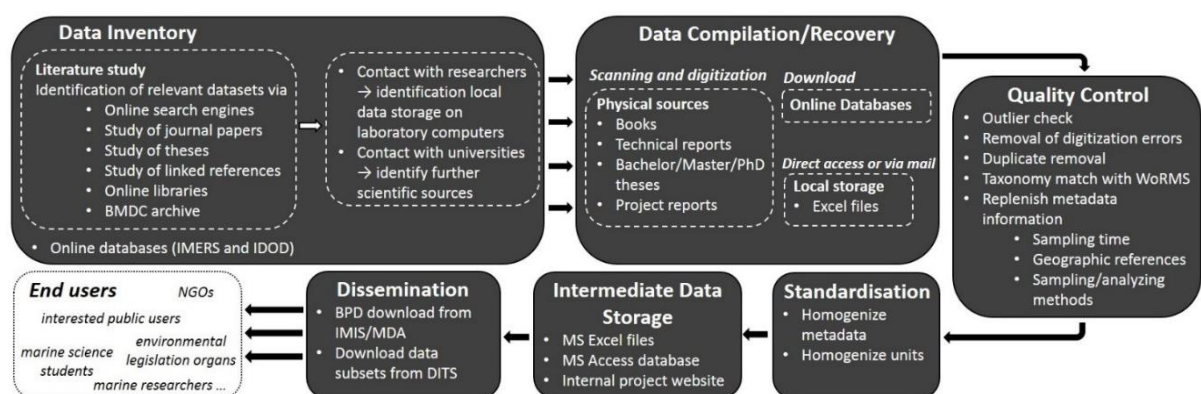 Data Inventory
Literature study
Identification of relevant datasets via
• Online search engines
• Study of journal papers
• Study of theses
• Study of linked references
• Online libraries
• BMDC archive
• Contact with researchers
→ identification local
data storage on
laboratory computers
• Contact with universities
→ identify further
scientific sources
• Online databases (IMERS and IDOD)
Data Compilation/Recovery
Scanning and digitization
Physical sources
• Books
• Technical reports
• Bachelor/Master/PhD
theses
• Project reports
Download
Online Databases
Direct access or via mail
Local storage
• Excel files
Quality Control
• Outlier check
• Removal of digitization errors
• Duplicate removal
• Taxonomy match with WoRMS
• Replenish metadata
information
• Sampling time
• Geographic references
• Sampling/analyzing
methods
Standardisation
• Homogenize
metadata
• Homogenize units
Intermediate Data
Storage
• MS Excel files
• MS Access database
• Internal project website
Dissemination
• BPD download from
IMIS/MDA
• Download data
subsets from DITS
End users
NGOs
interested public users
environmental
legislation organs
marine science
students
marine researchers ...